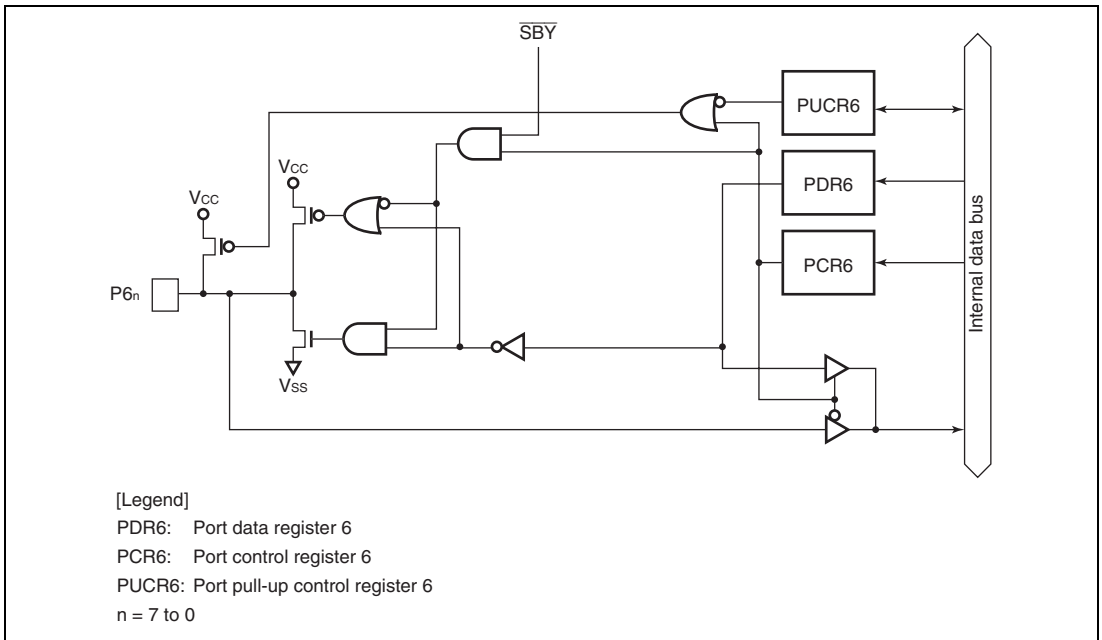 SBY
PUCR6
VCC
PDR6
VCC
PCR6
P6n
VSS
Internal data bus
[Legend]
PDR6: Port data register 6
PCR6: Port control register 6
PUCR6: Port pull-up control register 6
n = 7 to 0